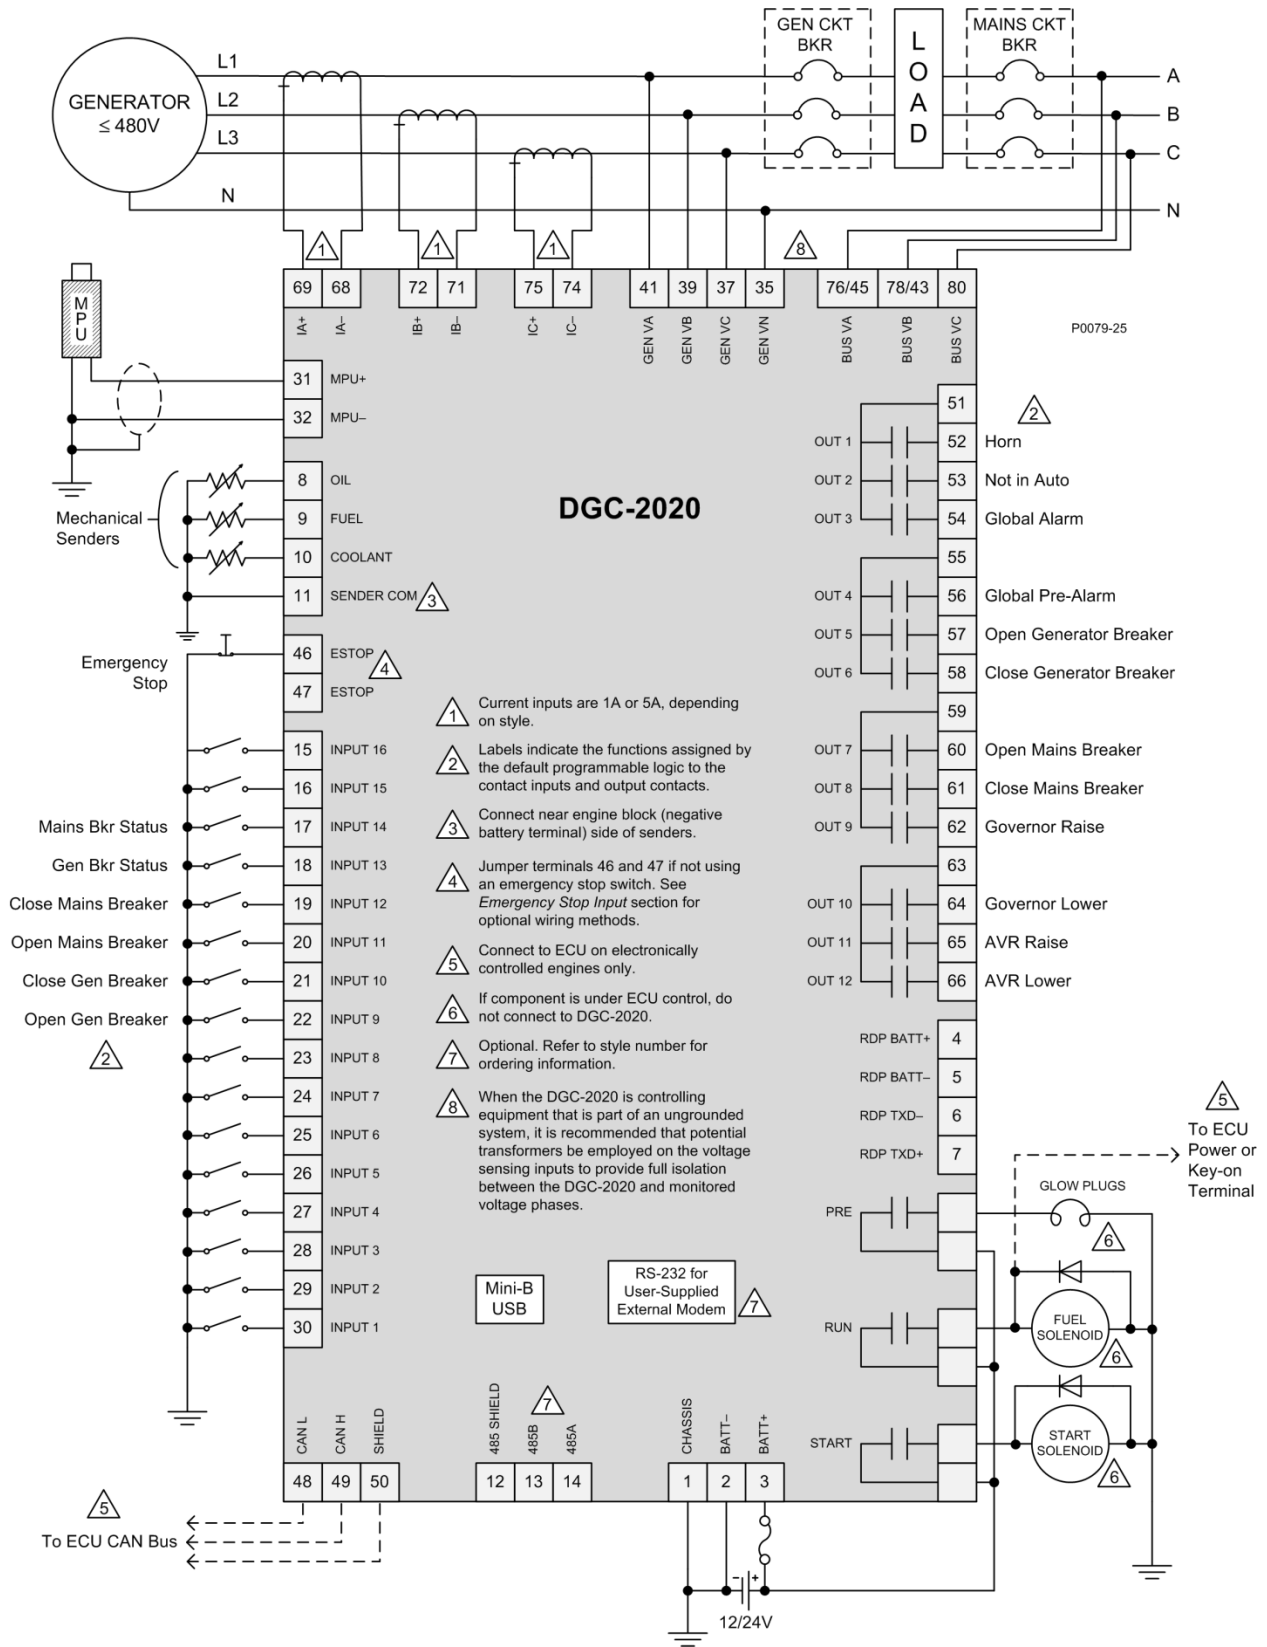 GEN CKT
BKR
LOAD
MAINS CKT
BKR
L1
A
GENERATOR
≤ 480V
L2
B
L3
C
N
N
1
1
1
8
69
68
72
71
75
74
41
39
37
35
76/45
78/43
80
IA+
IA–
IB+
IB–
IC+
IC–
GEN VA
GEN VB
GEN VC
GEN VN
BUS VA
BUS VB
BUS VC
P0079-25
MPU
31 MPU+
32 MPU–
8 OIL
9 FUEL
10 COOLANT
11 SENDER COM 3
Mechanical
Senders
DGC-2020
Emergency
Stop
46 ESTOP
4
47 ESTOP
15 INPUT 16
16 INPUT 15
Mains Bkr Status 17 INPUT 14
Gen Bkr Status 18 INPUT 13
Close Mains Breaker 19 INPUT 12
Open Mains Breaker 20 INPUT 11
Close Gen Breaker 21 INPUT 10
Open Gen Breaker 22 INPUT 9
2
23 INPUT 8
24 INPUT 7
25 INPUT 6
26 INPUT 5
27 INPUT 4
28 INPUT 3
29 INPUT 2
30 INPUT 1
1 Current inputs are 1A or 5A, depending
on style.
2 Labels indicate the functions assigned by
the default programmable logic to the
contact inputs and output contacts.
3 Connect near engine block (negative
battery terminal) side of senders.
4 Jumper terminals 46 and 47 if not using
an emergency stop switch. See
Emergency Stop Input section for
optional wiring methods.
5 Connect to ECU on electronically
controlled engines only.
6 If component is under ECU control, do
not connect to DGC-2020.
7 Optional. Refer to style number for
ordering information.
8 When the DGC-2020 is controlling
equipment that is part of an ungrounded
system, it is recommended that potential
transformers be employed on the voltage
sensing inputs to provide full isolation
between the DGC-2020 and monitored
voltage phases.
51
2
OUT 1 52 Horn
OUT 2 53 Not in Auto
OUT 3 54 Global Alarm
55
OUT 4 56 Global Pre-Alarm
OUT 5 57 Open Generator Breaker
OUT 6 58 Close Generator Breaker
59
OUT 7 60 Open Mains Breaker
OUT 8 61 Close Mains Breaker
OUT 9 62 Governor Raise
63
OUT 10 64 Governor Lower
OUT 11 65 AVR Raise
OUT 12 66 AVR Lower
RDP BATT+ 4
RDP BATT– 5
RDP TXD– 6
RDP TXD+ 7
5
To ECU
Power or
Key-on
Terminal
GLOW PLUGS
PRE
6
Mini-B
USB
RS-232 for
User-Supplied
External Modem
7
RUN
FUEL
SOLENOID
6
START
START
SOLENOID
6
CAN L
CAN H
SHIELD
485 SHIELD
485B
485A
7
CHASSIS
BATT–
BATT+
48
49
50
12
13
14
1
2
3
5
To ECU CAN Bus
- +
12/24V